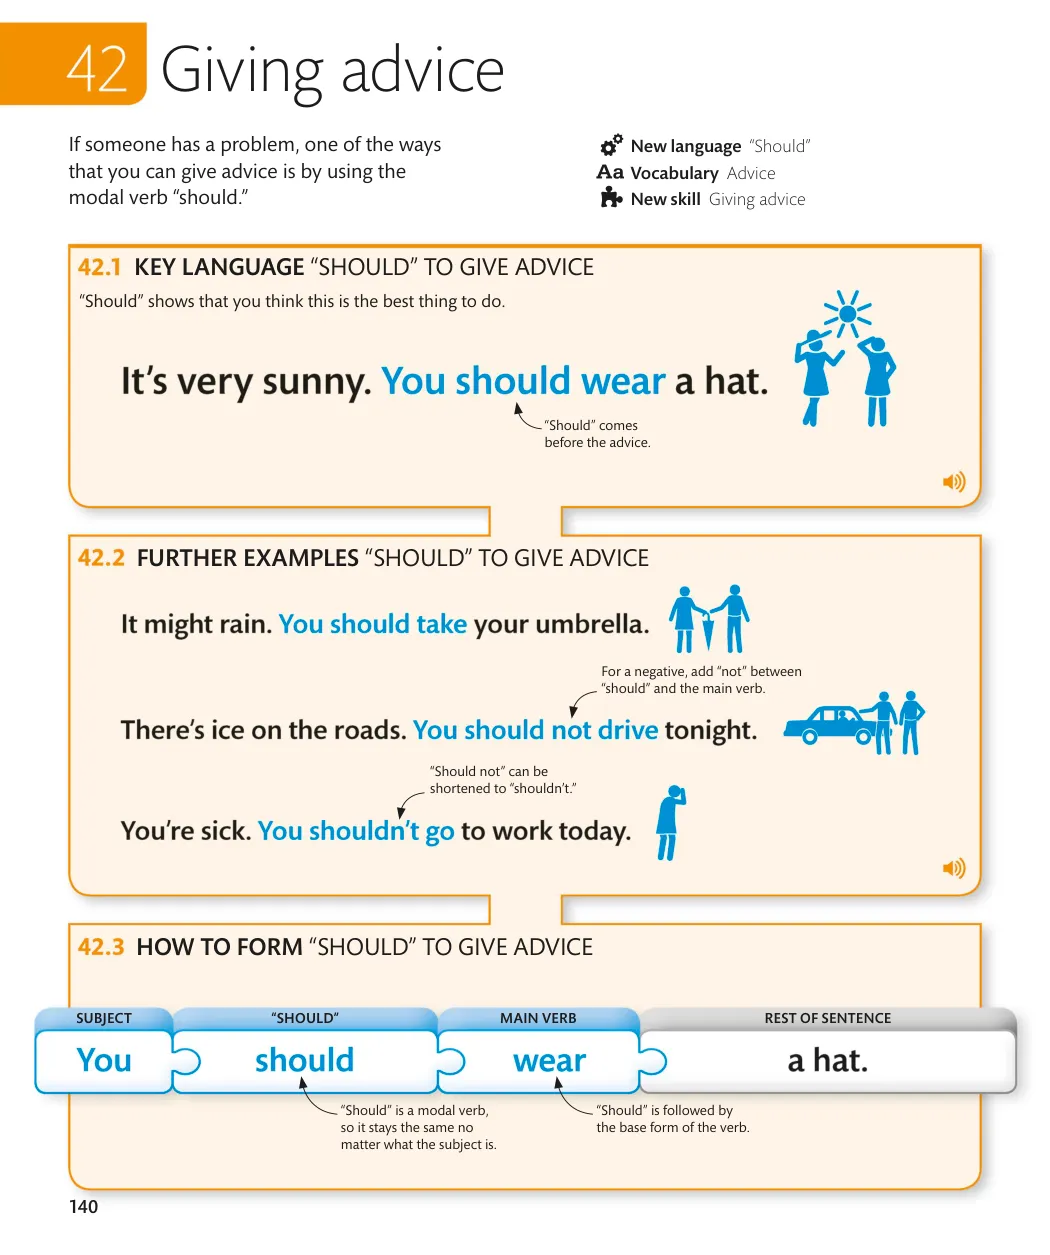 42 Giving advice
If someone has a problem, one of the ways
that you can give advice is by using the
modal verb “should.”
New language “Should”
Aa Vocabulary Advice
New skill Giving advice
42.1 KEY LANGUAGE “SHOULD” TO GIVE ADVICE
“Should” shows that you think this is the best thing to do.
It’s very sunny. You should wear a hat.
“Should” comes
before the advice.
42.2 FURTHER EXAMPLES “SHOULD” TO GIVE ADVICE
It might rain. You should take your umbrella.
For a negative, add “not” between
“should” and the main verb.
There’s ice on the roads. You should not drive tonight.
“Should not” can be
shortened to “shouldn’t.”
You’re sick. You shouldn’t go to work today.
42.3 HOW TO FORM “SHOULD” TO GIVE ADVICE
SUBJECT “SHOULD” MAIN VERB REST OF SENTENCE
You should wear a hat.
“Should” is a modal verb,
so it stays the same no
matter what the subject is.
“Should” is followed by
the base form of the verb.
140